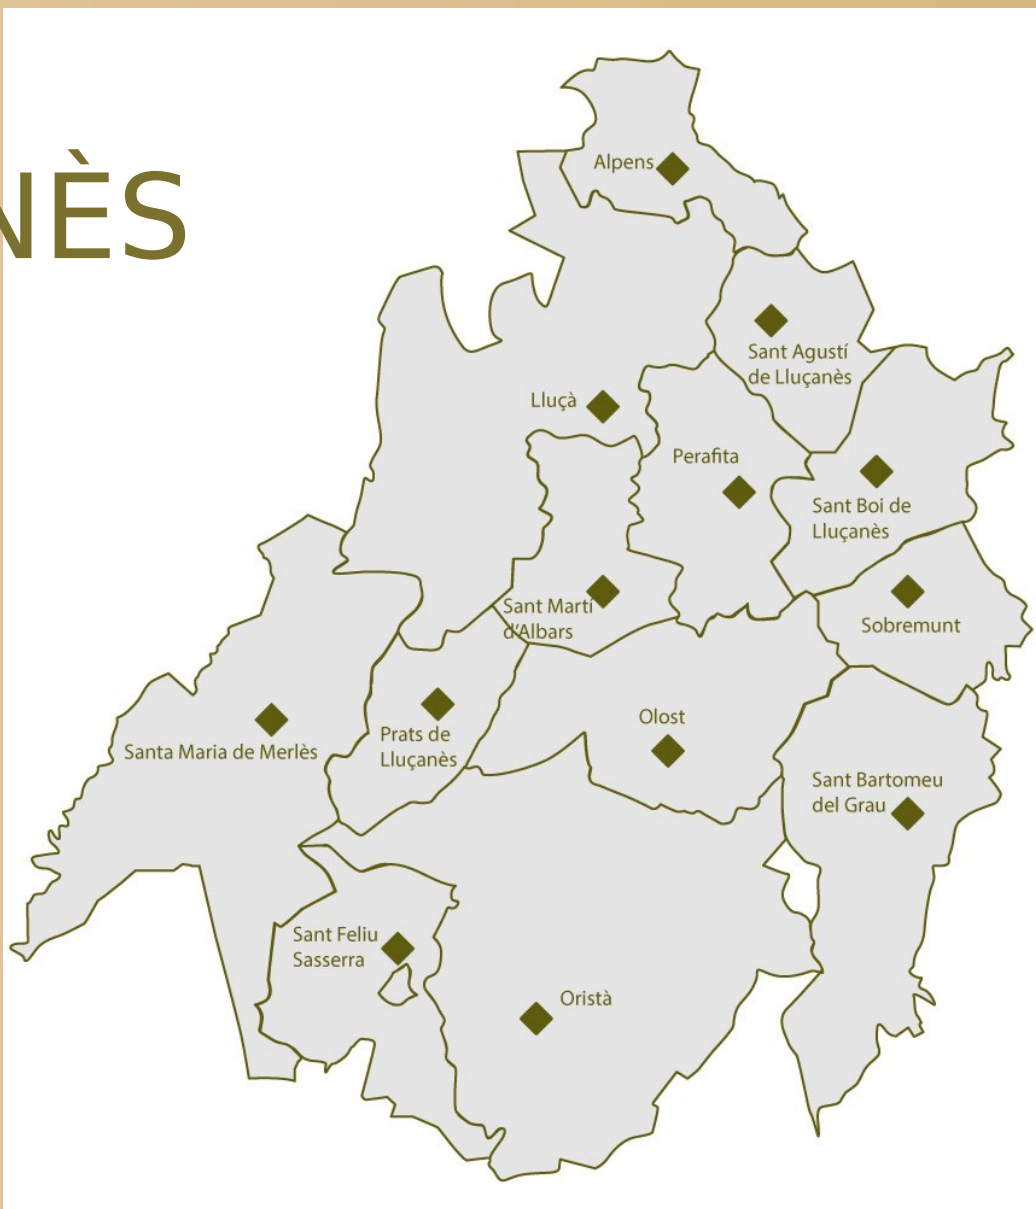 NÈS
Alpens
Sant Agustí
de Lluçanès
Lluçà
Perafita
Sant Boi de
Lluçanès
Sant Martí
d'Albars
Sobremunt
Santa Maria de Merlès
Prats de
Lluçanès
Olost
Sant Bartomeu
del Grau
Sant Feliu
Sasserra
Oristà